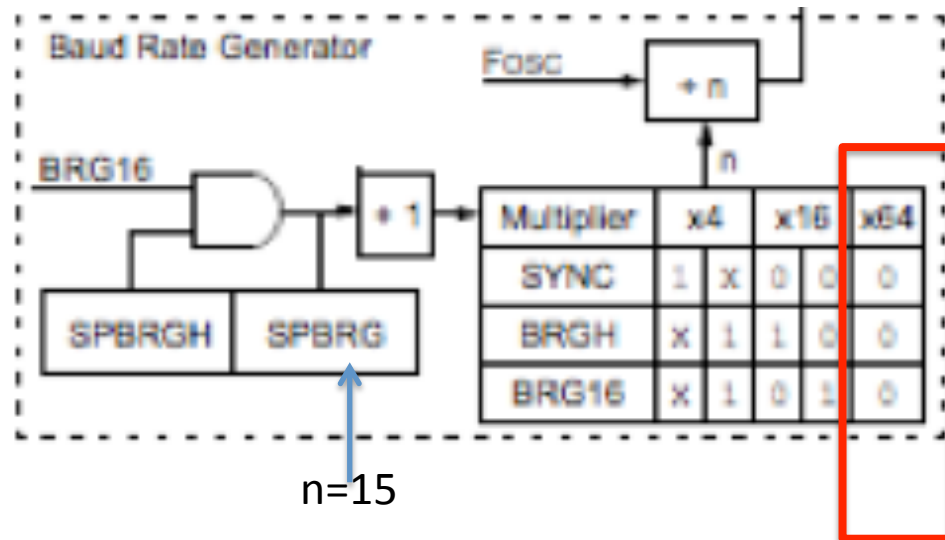 Baud Rate Generator
Fosc
÷ n
n
BRG16
+ 1
SPBRGH SPBRG
Multiplier x4 x16 x64
SYNC 1 X 0 0 0
BRGH X 1 1 0 0
BRG16 X 1 0 1 0
n=15